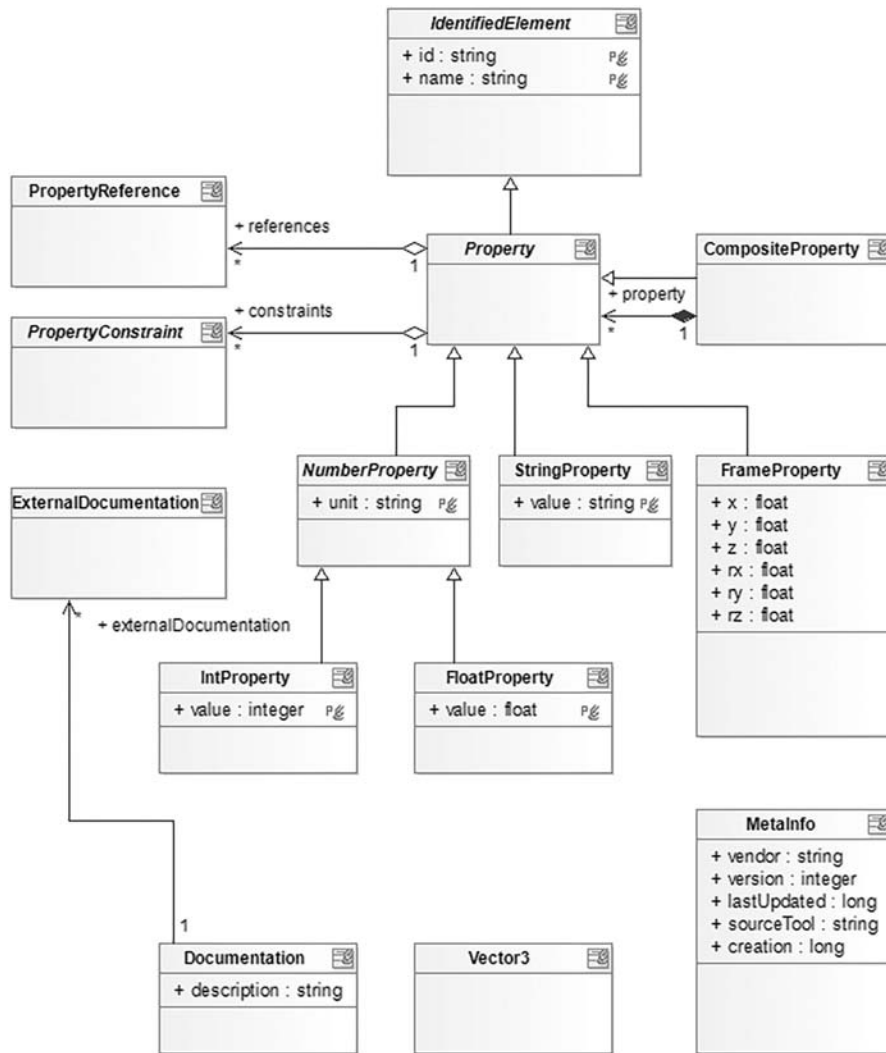 IdentifiedElement
+ id : string
+ name : string
PropertyReference
+ references
*
1
Property
CompositeProperty
+ property
*
1
PropertyConstraint
+ constraints
*
1
NumberProperty
+ unit : string
StringProperty
+ value : string
FrameProperty
+ x : float
+ y : float
+ z : float
+ rx : float
+ ry : float
+ rz : float
ExternalDocumentation
*
+ externalDocumentation
IntProperty
+ value : integer
FloatProperty
+ value : float
MetaInfo
+ vendor : string
+ version : integer
+ lastUpdated : long
+ sourceTool : string
+ creation : long
1
Documentation
+ description : string
Vector3